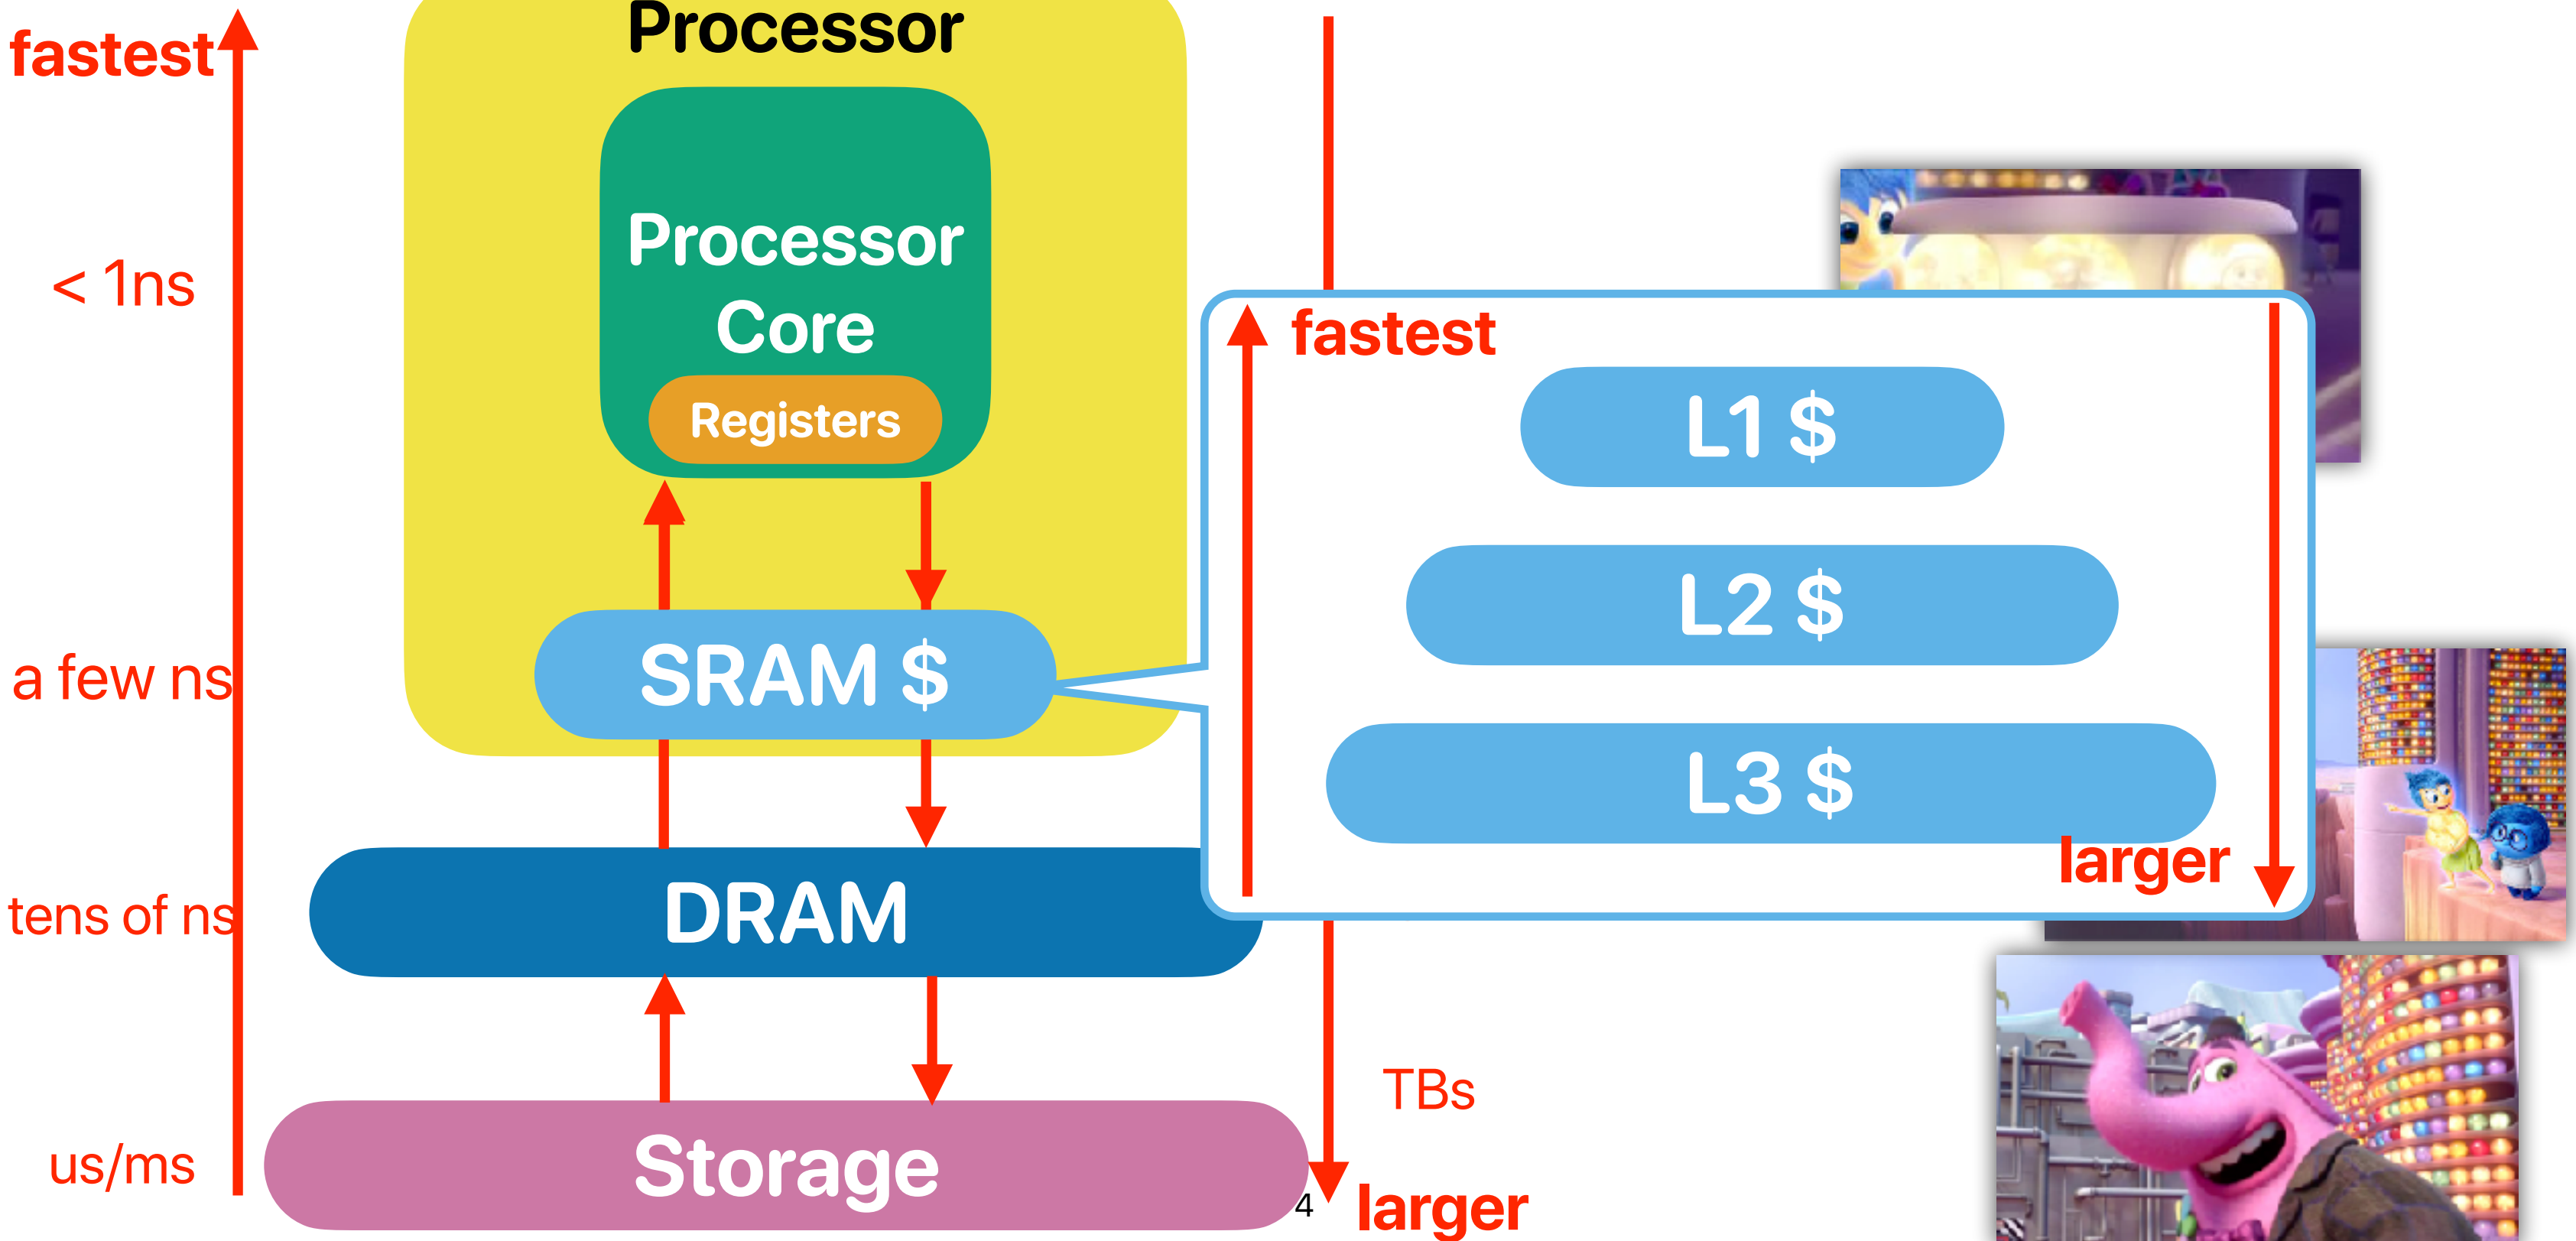 Processor
fastest
Processor
Core
< 1ns
Registers
fastest
L1 $
L2 $
a few ns
SRAM $
L3 $
larger
tens of ns
DRAM
TBs
us/ms
Storage
4
larger